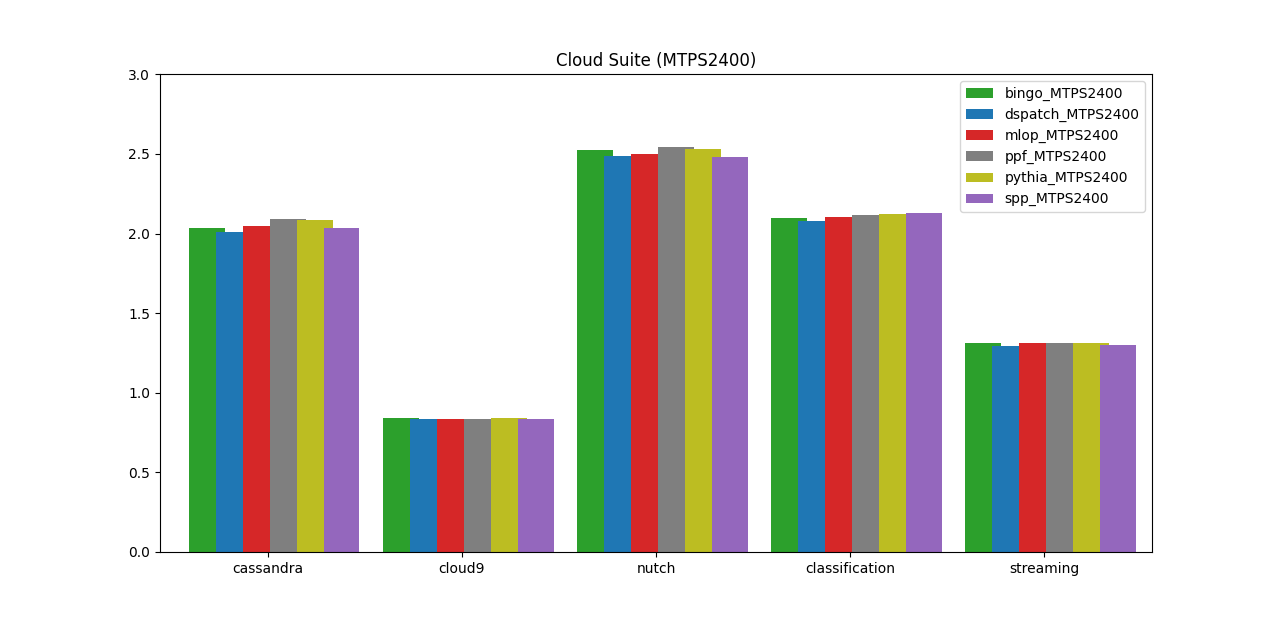 Cloud Suite (MTPS2400)
3.0
2.5
2.0
1.5
1.0
0.5
0.0
bingo_MTPS2400
dspatch_MTPS2400
mlop_MTPS2400
ppf_MTPS2400
pythia_MTPS2400
spp_MTPS2400
cassandra
cloud9
nutch
classification
streaming